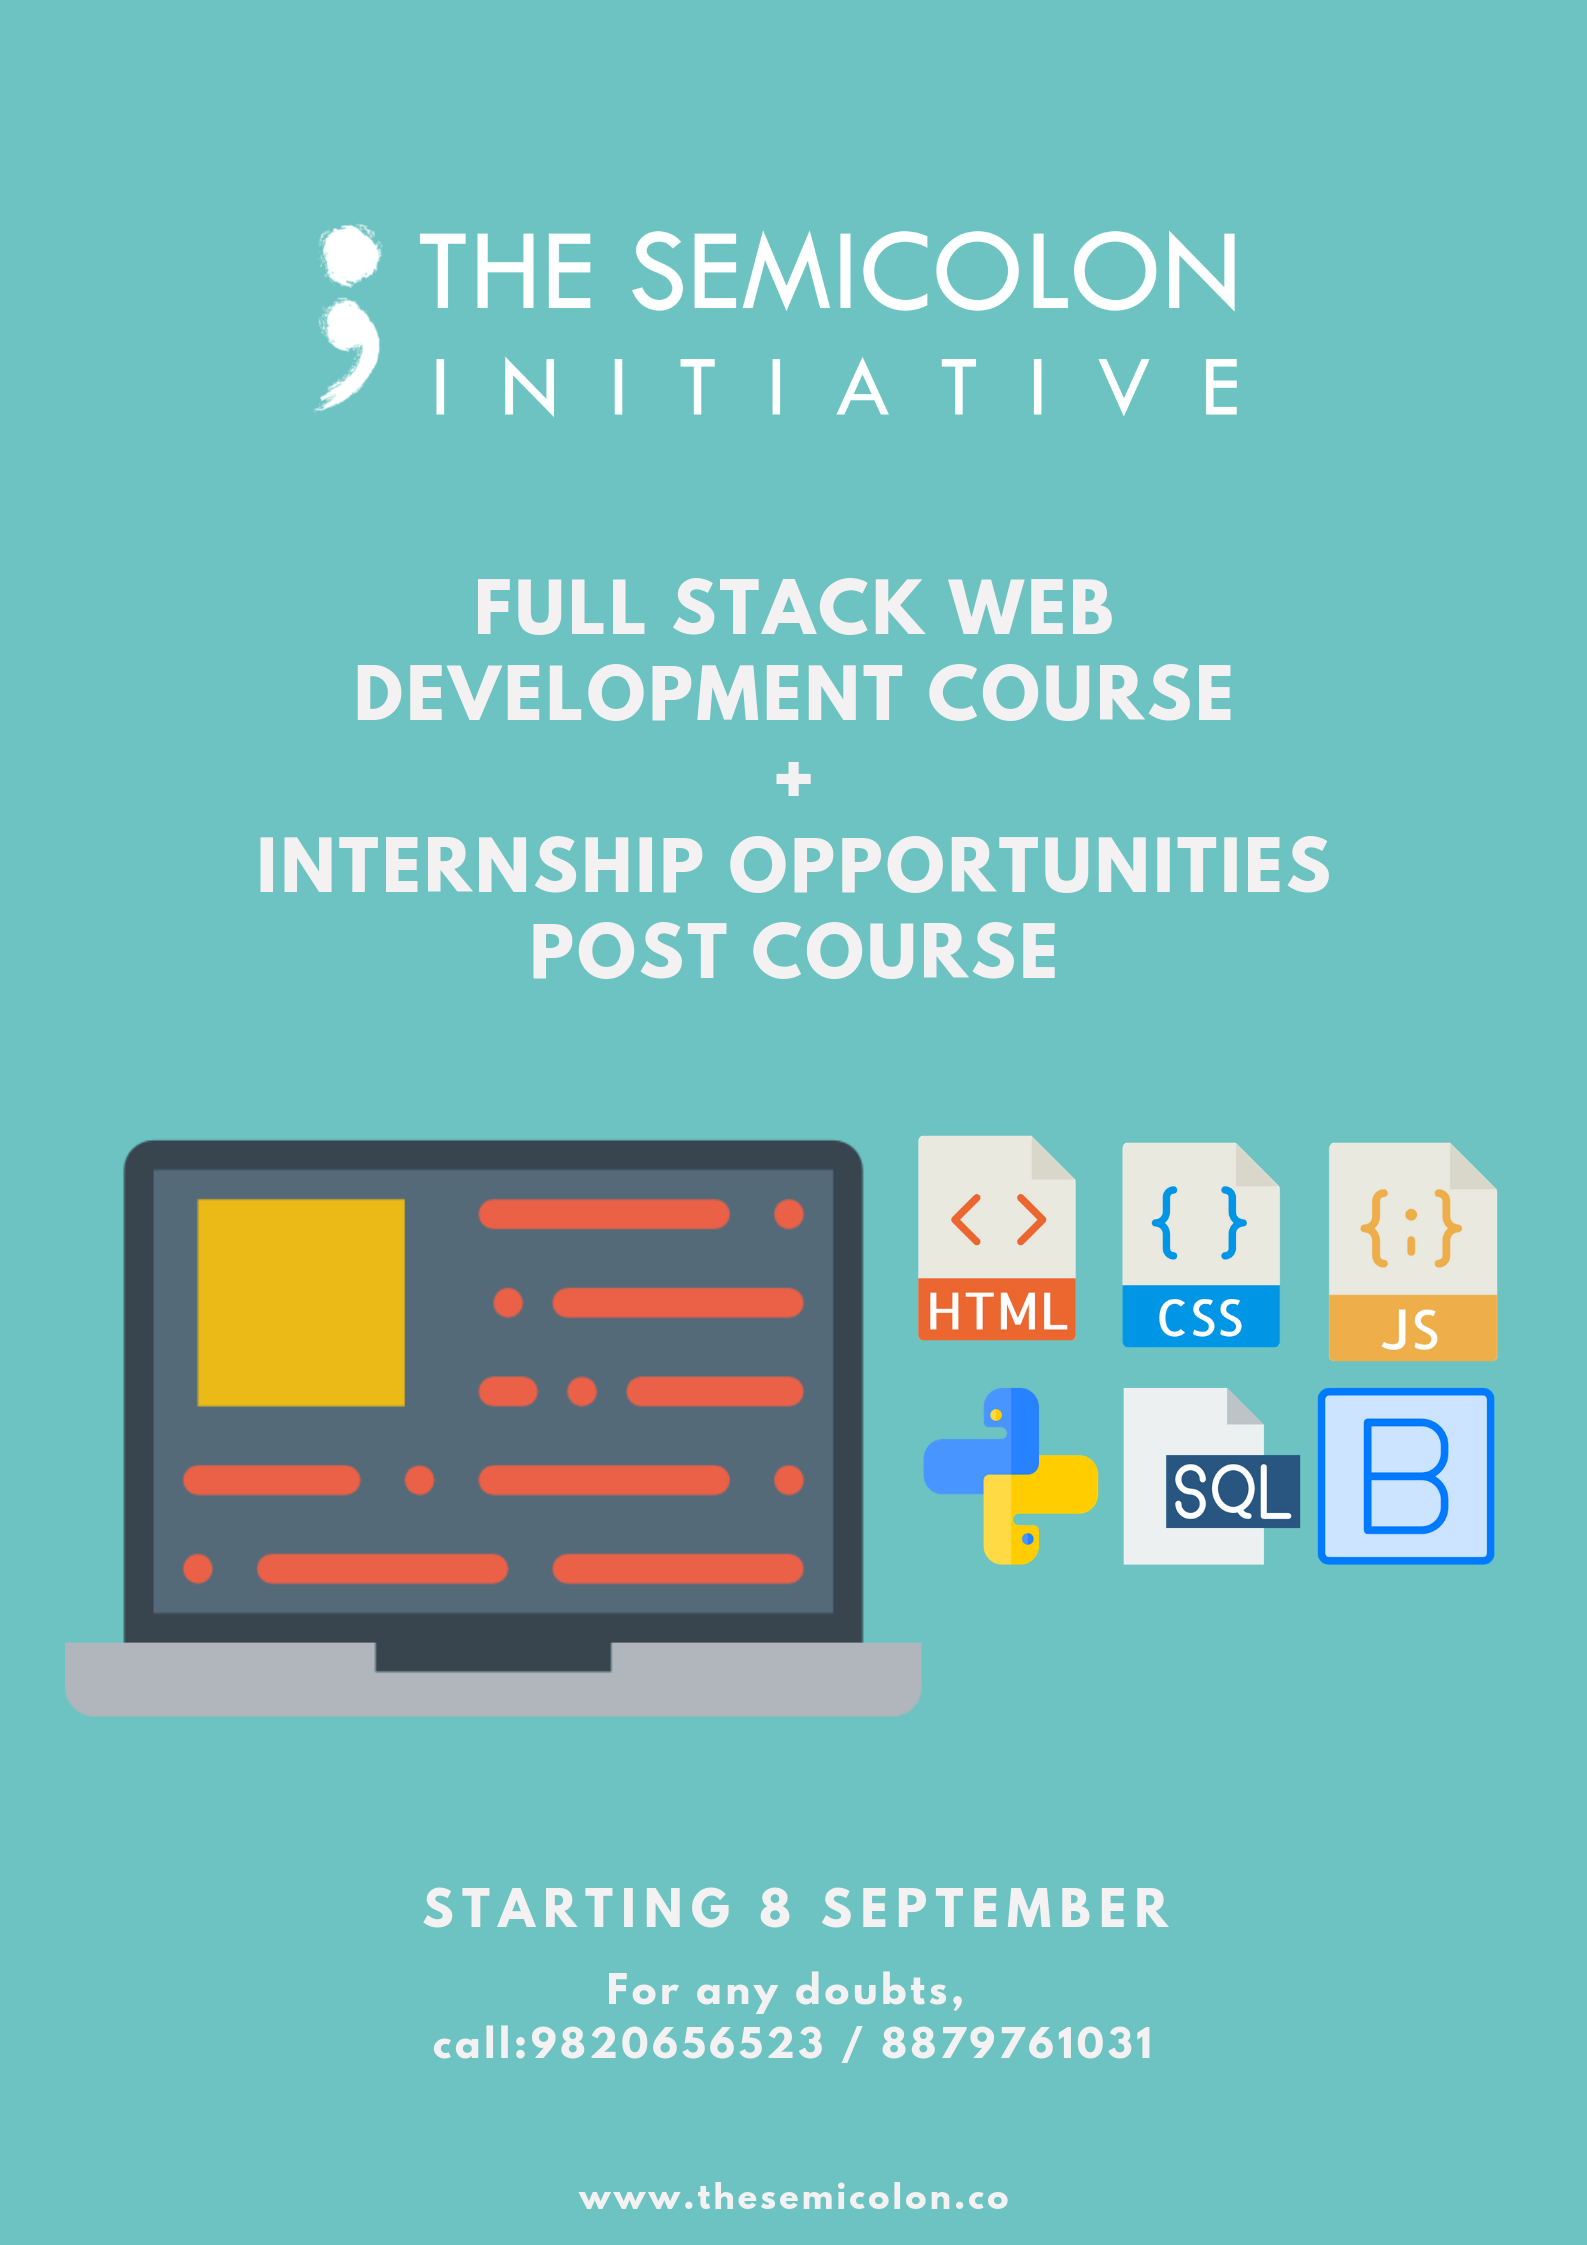 THE SEMICOLON
INITIATIVE
FULL STACK WEB
DEVELOPMENT COURSE
+
INTERNSHIP OPPORTUNITIES
POST COURSE
< >
{ }
{;}
HTML
CSS
JS
SQL
B
STARTING 8 SEPTEMBER
For any doubts,
call:9820656523 / 8879761031
www.thesemicolon.co